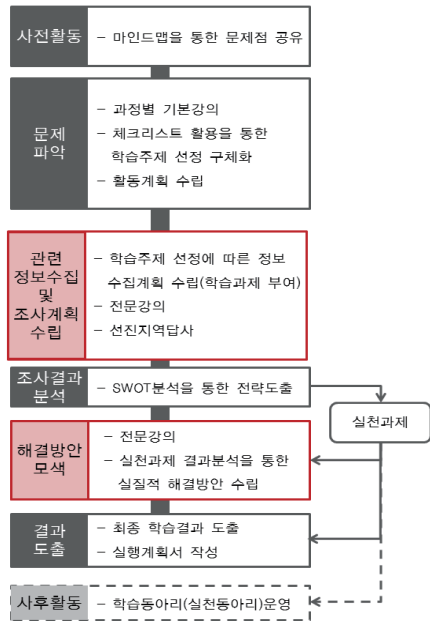 사전활동
– 마인드맵을 통한 문제점 공유
문제
파악
– 과정별 기본강의
– 체크리스트 활용을 통한
학습주제 선정 구체화
– 활동계획 수립
관련
정보수집
및
조사계획
수립
– 학습주제 선정에 따른 정보
수집계획 수립(학습과제 부여)
– 전문강의
– 선진지역답사
조사결과
분석
– SWOT분석을 통한 전략도출
실천과제
해결방안
모색
– 전문강의
– 실천과제 결과분석을 통한
실질적 해결방안 수립
결과
도출
– 최종 학습결과 도출
– 실행계획서 작성
사후활동
– 학습동아리(실천동아리)운영